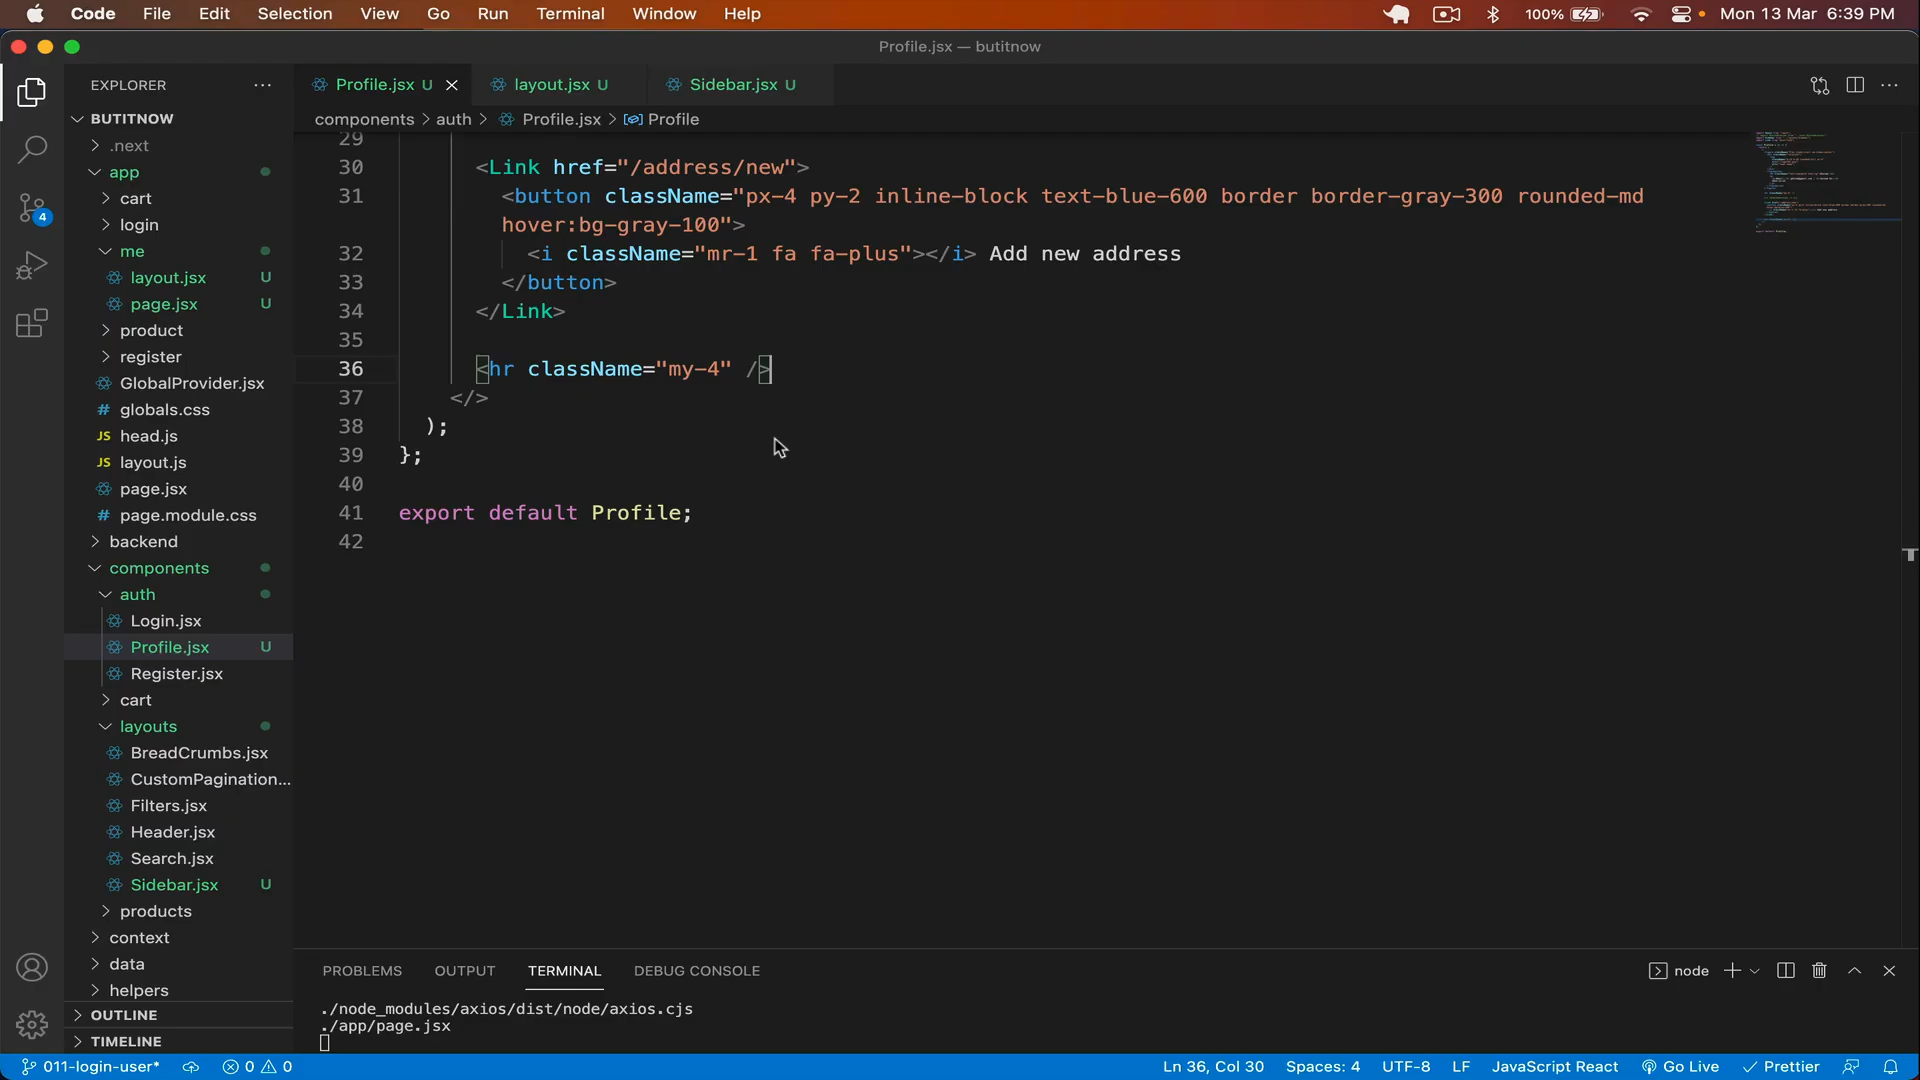 Code File Edit Selection View Go Run Terminal Window Help 100% Mon 13 Mar 6:39 PM
Profile.jsx — butitnow
EXPLORER
Profile.jsx U
layout.jsx U
Sidebar.jsx U
components > auth > Profile.jsx > Profile
BUTITNOW
.next
app
cart
login
me
layout.jsx U
page.jsx U
product
register
GlobalProvider.jsx
# globals.css
JS head.js
JS layout.js
page.jsx
# page.module.css
backend
components
auth
Login.jsx
Profile.jsx U
Register.jsx
cart
layouts
BreadCrumbs.jsx
CustomPagination...
Filters.jsx
Header.jsx
Search.jsx
Sidebar.jsx U
products
context
data
helpers
OUTLINE
TIMELINE
4
29
30 <Link href="/address/new">
31 <button className="px-4 py-2 inline-block text-blue-600 border border-gray-300 rounded-md
hover:bg-gray-100">
32 <i className="mr-1 fa fa-plus"></i> Add new address
33 </button>
34 </Link>
35
36 <hr className="my-4" />
37 </>
38 );
39 };
40
41 export default Profile;
42
PROBLEMS OUTPUT TERMINAL DEBUG CONSOLE
node
./node_modules/axios/dist/node/axios.cjs
./app/page.jsx
011-login-user* 0 0 Ln 36, Col 30 Spaces: 4 UTF-8 LF JavaScript React Go Live Prettier